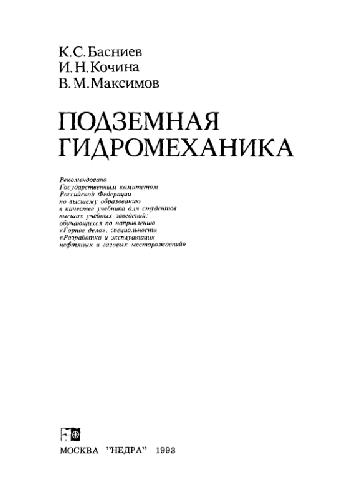 К. С. Басниев
И. Н. Кочина
В. М. Максимов
ПОДЗЕМНАЯ
ГИДРОМЕХАНИКА
Рекомендовано
Государственным комитетом
Российской Федерации
по высшему образованию
в качестве учебника для студентов
высших учебных заведений,
обучающихся по направлению
«Горное дело», специальности
«Разработка и эксплуатация
нефтяных и газовых месторождений»
МОСКВА "НЕДРА" 1993